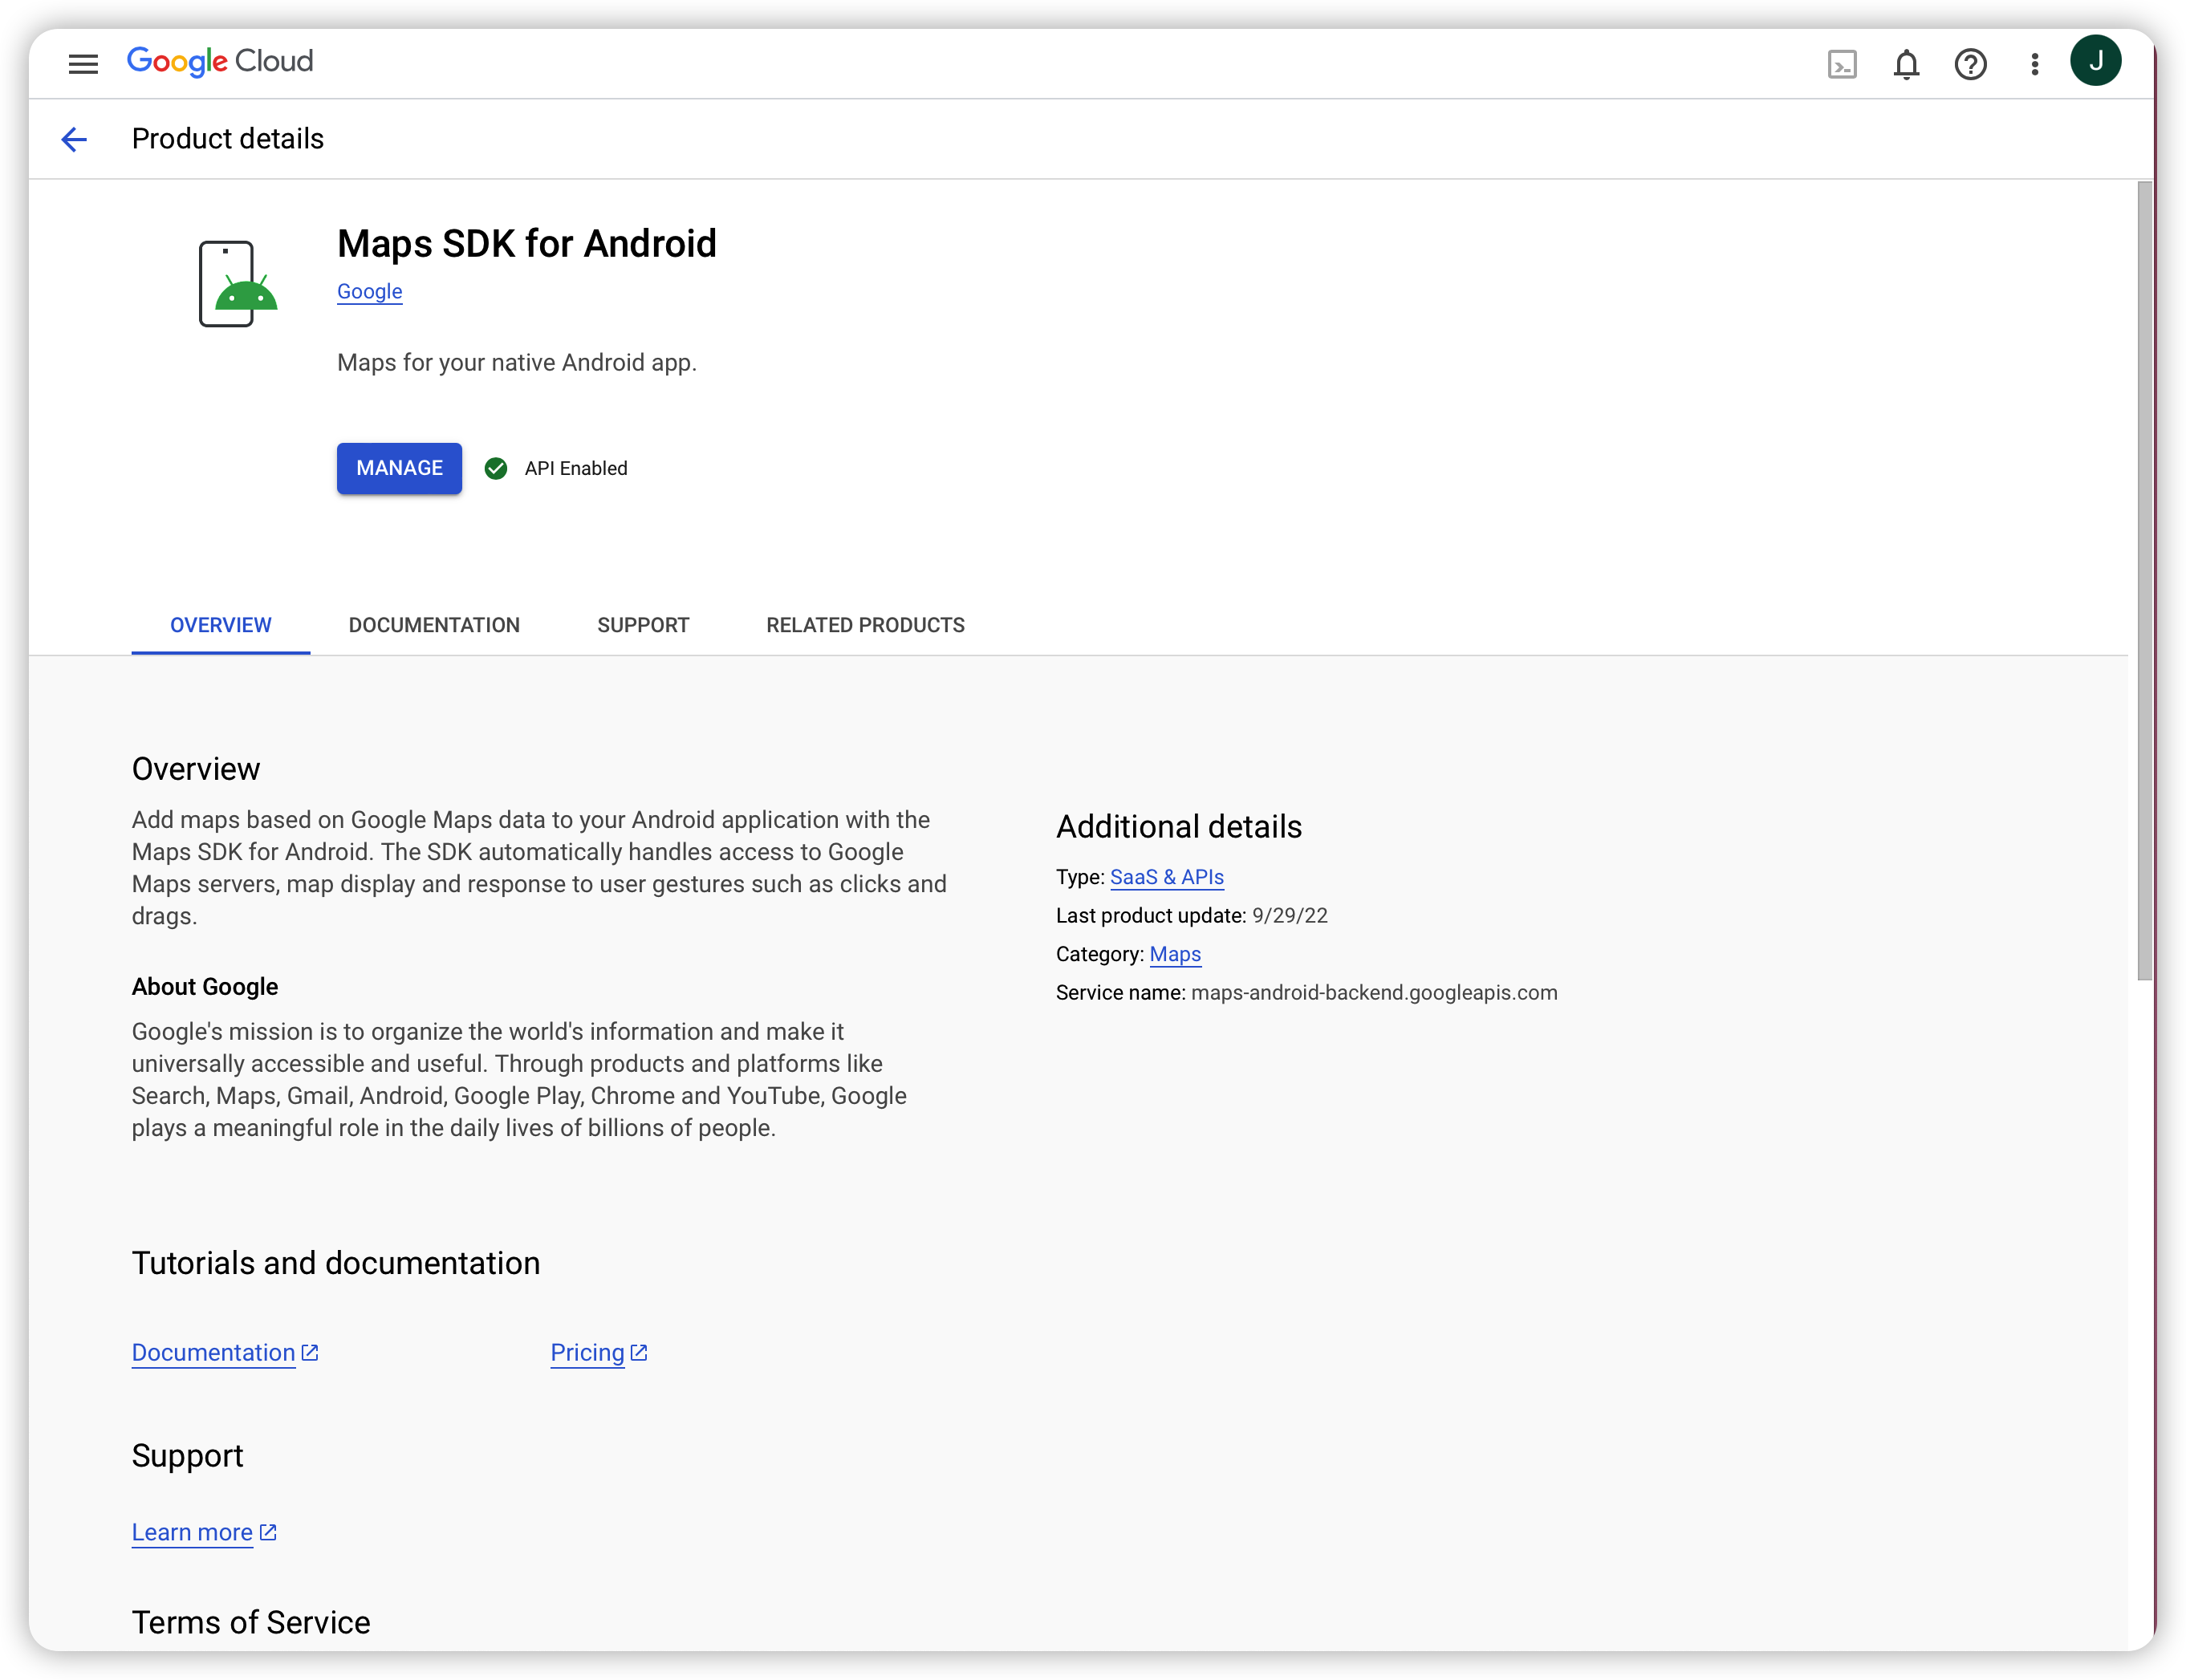 Google Cloud
J
Product details
Maps SDK for Android
Google
Maps for your native Android app.
MANAGE
API Enabled
OVERVIEW
DOCUMENTATION
SUPPORT
RELATED PRODUCTS
Overview
Add maps based on Google Maps data to your Android application with the
Maps SDK for Android. The SDK automatically handles access to Google
Maps servers, map display and response to user gestures such as clicks and
drags.
About Google
Google's mission is to organize the world's information and make it
universally accessible and useful. Through products and platforms like
Search, Maps, Gmail, Android, Google Play, Chrome and YouTube, Google
plays a meaningful role in the daily lives of billions of people.
Additional details
Type: SaaS & APIs
Last product update: 9/29/22
Category: Maps
Service name: maps-android-backend.googleapis.com
Tutorials and documentation
Documentation
Pricing
Support
Learn more
Terms of Service